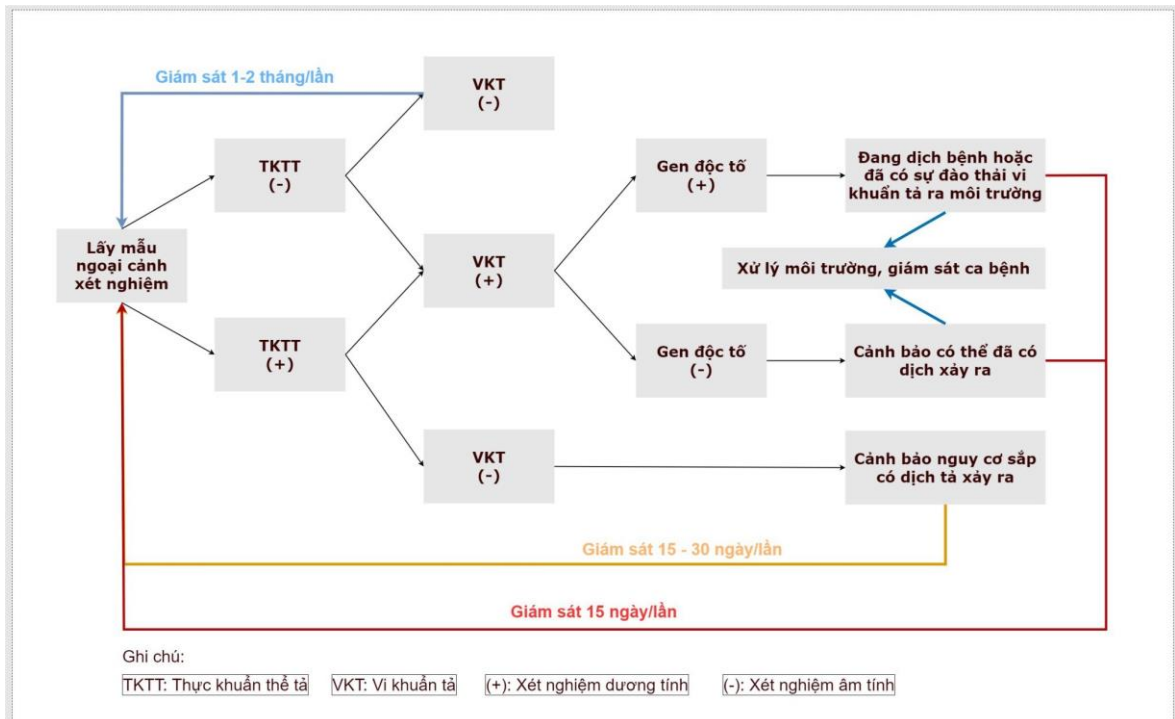 Giám sát 1-2 tháng/lần
VKT
(-)
TKTT
(-)
Gen độc tố
(+)
Đang dịch bệnh hoặc
đã có sự đào thải vi
khuẩn tả ra môi trường
Lấy mẫu
ngoại cảnh
xét nghiệm
VKT
(+)
Xử lý môi trường, giám sát ca bệnh
TKTT
(+)
Gen độc tố
(-)
Cảnh bảo có thể đã có
dịch xảy ra
VKT
(-)
Cảnh bảo nguy cơ sắp
có dịch tả xảy ra
Giám sát 15 - 30 ngày/lần
Giám sát 15 ngày/lần
Ghi chú:
TKTT: Thực khuẩn thể tả VKT: Vi khuẩn tả (+): Xét nghiệm dương tính (-): Xét nghiệm âm tính